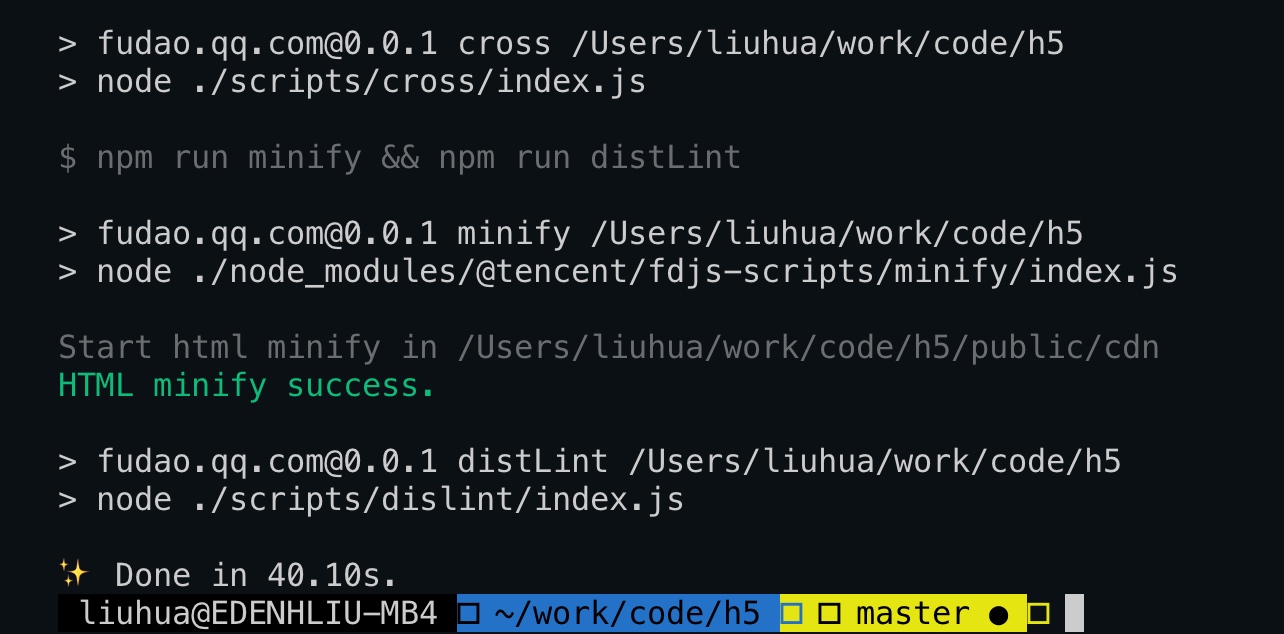 > fudao.qq.com@0.0.1 cross /Users/liuhua/work/code/h5
> node ./scripts/cross/index.js
$ npm run minify && npm run distLint
> fudao.qq.com@0.0.1 minify /Users/liuhua/work/code/h5
> node ./node_modules/@tencent/fdjs-scripts/minify/index.js
Start html minify in /Users/liuhua/work/code/h5/public/cdn
HTML minify success.
> fudao.qq.com@0.0.1 distLint /Users/liuhua/work/code/h5
> node ./scripts/dislint/index.js
✨ Done in 40.10s.
liuhua@EDENHLIU-MB4 □ ~/work/code/h5 □ □ master ● □